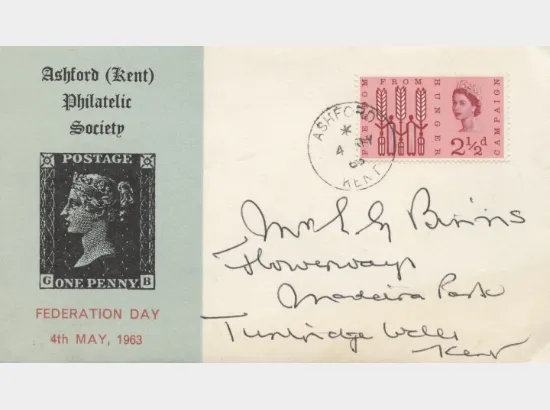 Ashford (Kent)
Philatelic
Society
POSTAGE
G ONE PENNY B
FEDERATION DAY
4th MAY, 1963
FREEDOM FROM HUNGER CAMPAIGN
2½d
ASHFORD
*
4
KENT
Binns
Flowerways
Madeira Park
Tunbridge Wells
Kent